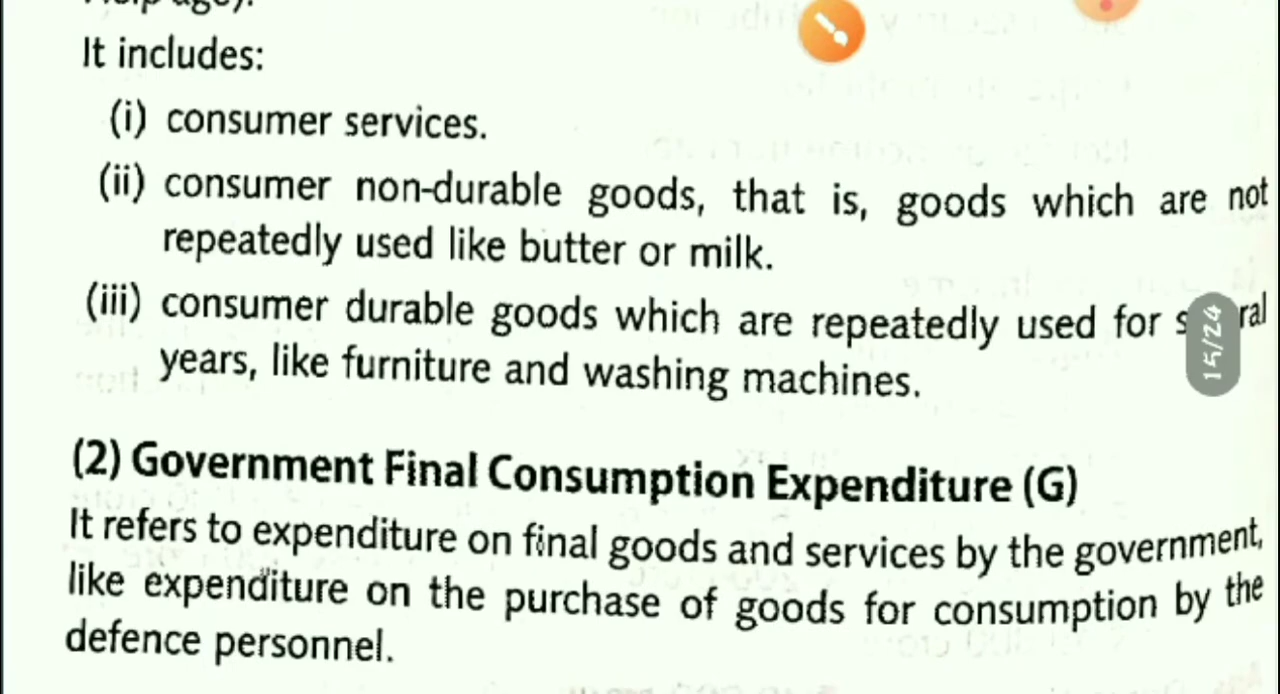 It includes:
(i) consumer services.
(ii) consumer non-durable goods, that is, goods which are not
repeatedly used like butter or milk.
(iii) consumer durable goods which are repeatedly used for
years, like furniture and washing machines.
15/24
(2) Government Final Consumption Expenditure (G)
It refers to expenditure on final goods and services by the government,
like expenditure on the purchase of goods for consumption by the
defence personnel.